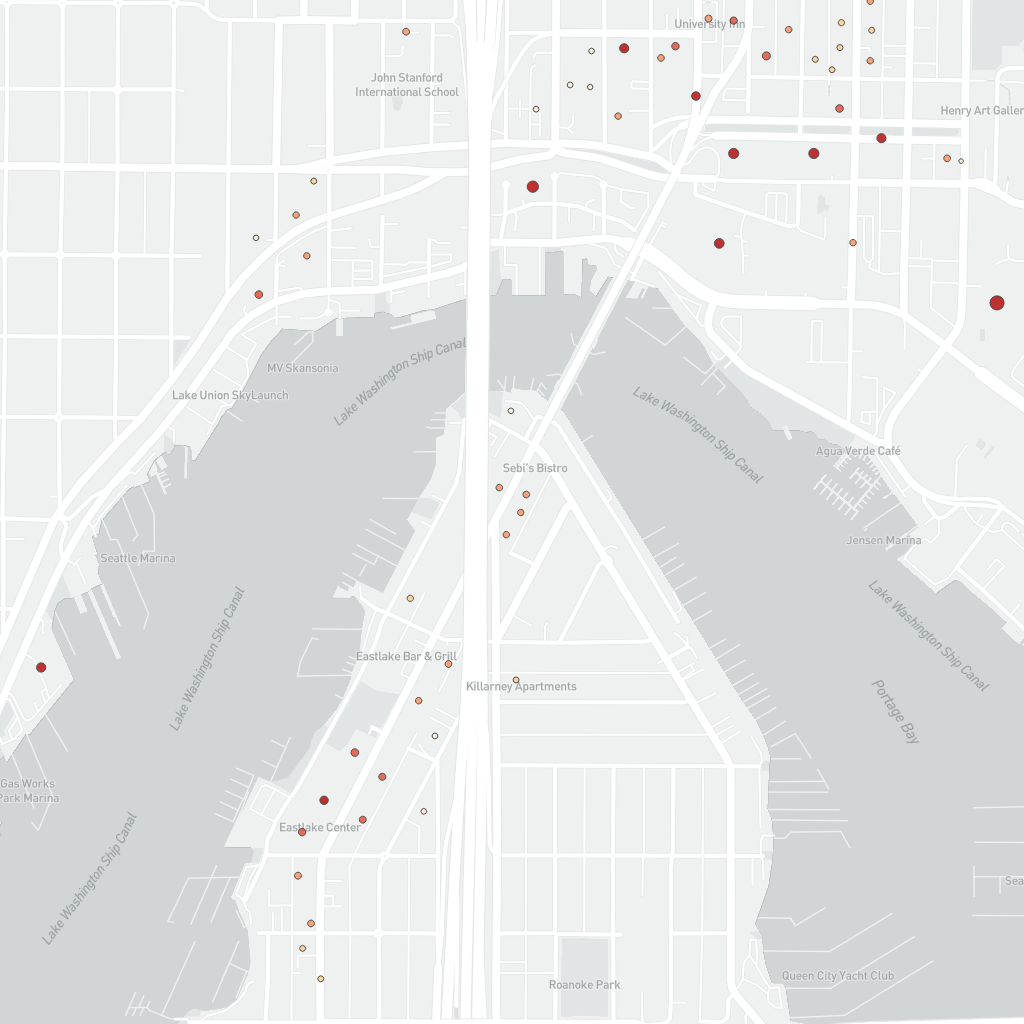 University Inn
John Stanford
International School
Henry Art Galler
MV Skansonia
Lake Washington Ship Canal
Lake Union SkyLaunch
Lake Washington Ship Canal
Agua Verde Café
Sebi's Bistro
Jensen Marina
Seattle Marina
Lake Washington Ship Canal
Lake Washington Ship Canal
Eastlake Bar & Grill
Killarney Apartments
Portage Bay
Gas Works
Park Marina
Eastlake Center
Lake Washington Ship Canal
Sea
Queen City Yacht Club
Roanoke Park